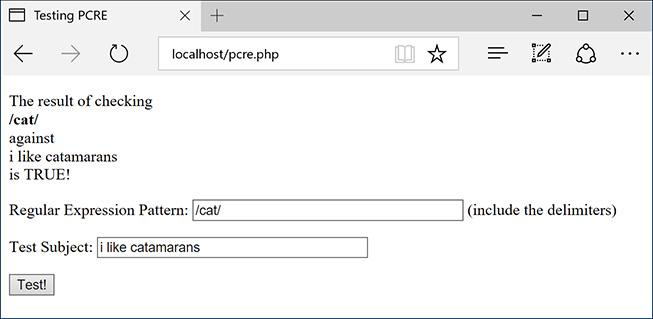 Testing PCRE
localhost/pcre.php
The result of checking
/cat/
against
i like catamarans
is TRUE!
Regular Expression Pattern: /cat/ (include the delimiters)
Test Subject: i like catamarans
Test!